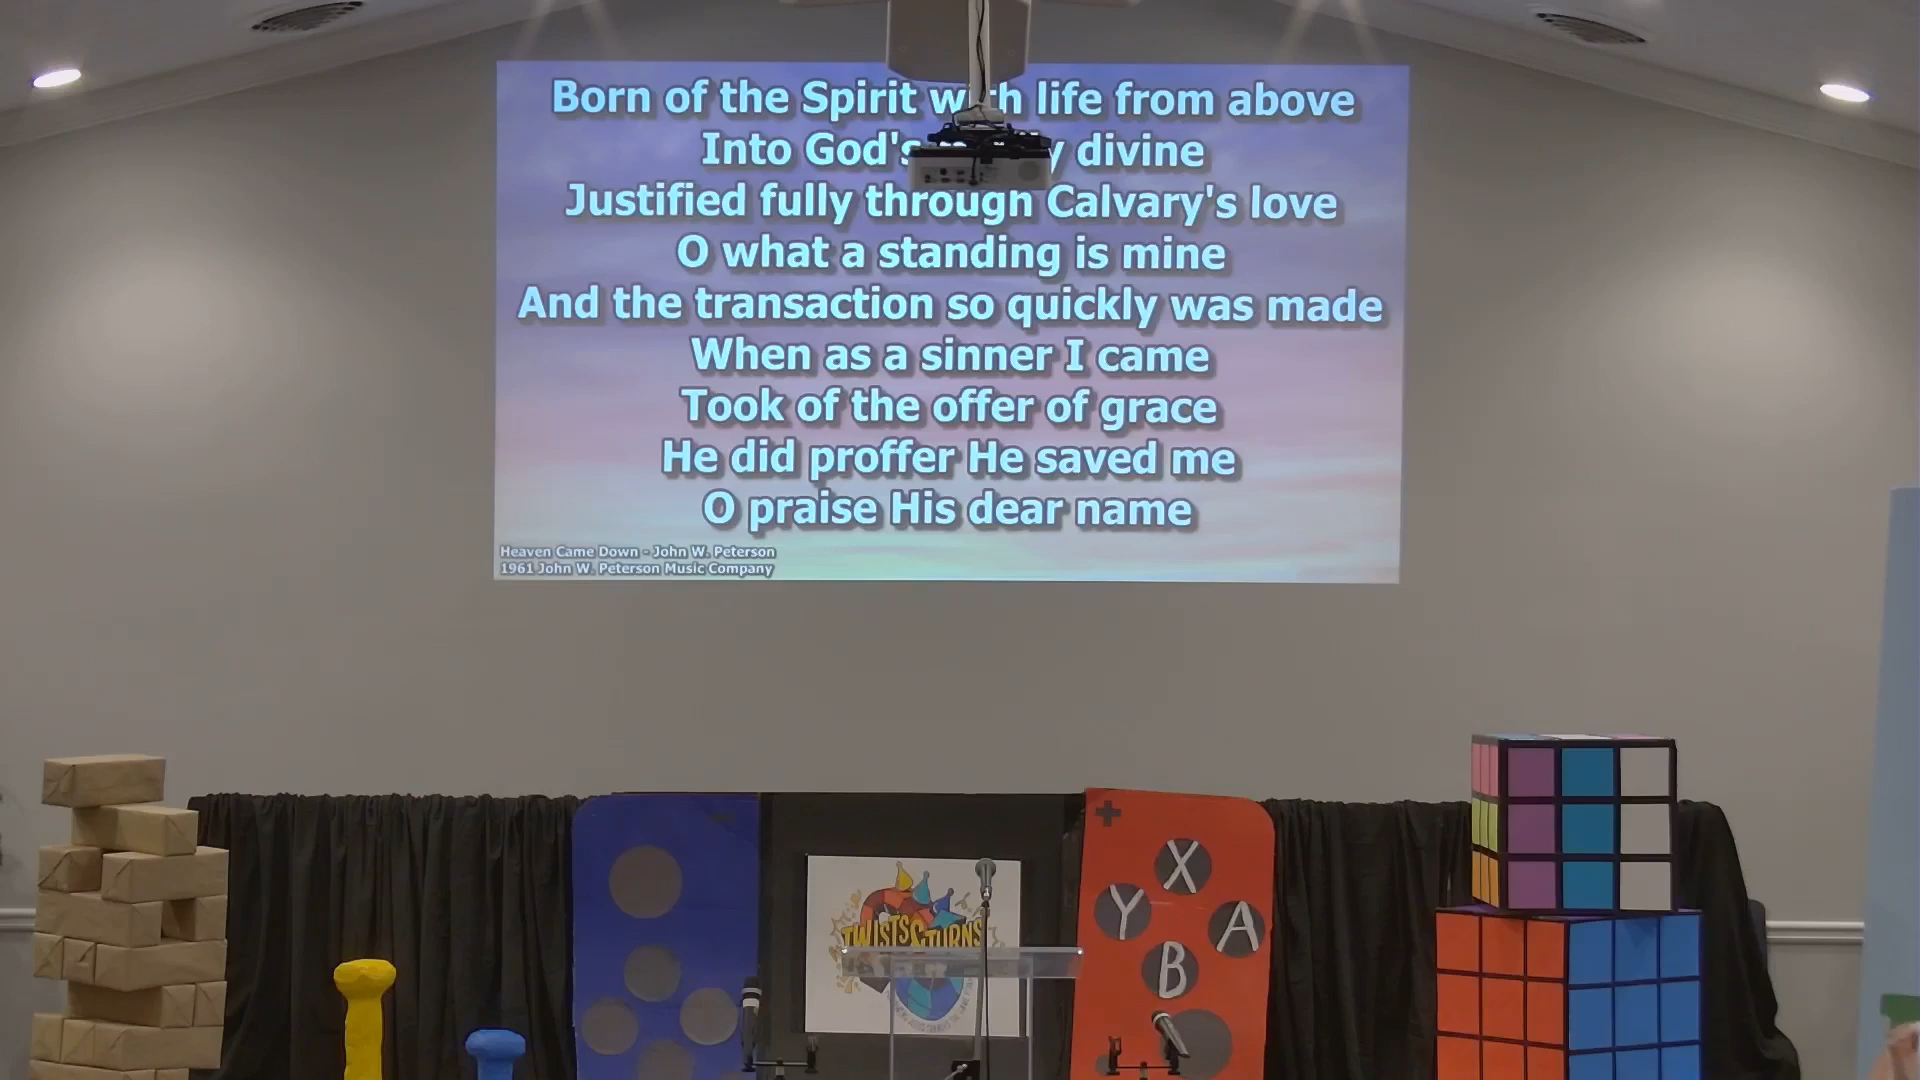 Born of the Spirit with life from above
Into God's divine
Justified fully through Calvary's love
O what a standing is mine
And the transaction so quickly was made
When as a sinner I came
Took of the offer of grace
He did proffer He saved me
O praise His dear name
Heaven Came Down - John W. Peterson
1961 John W. Peterson Music Company
X
Y A
B
TWISTS & TURNS